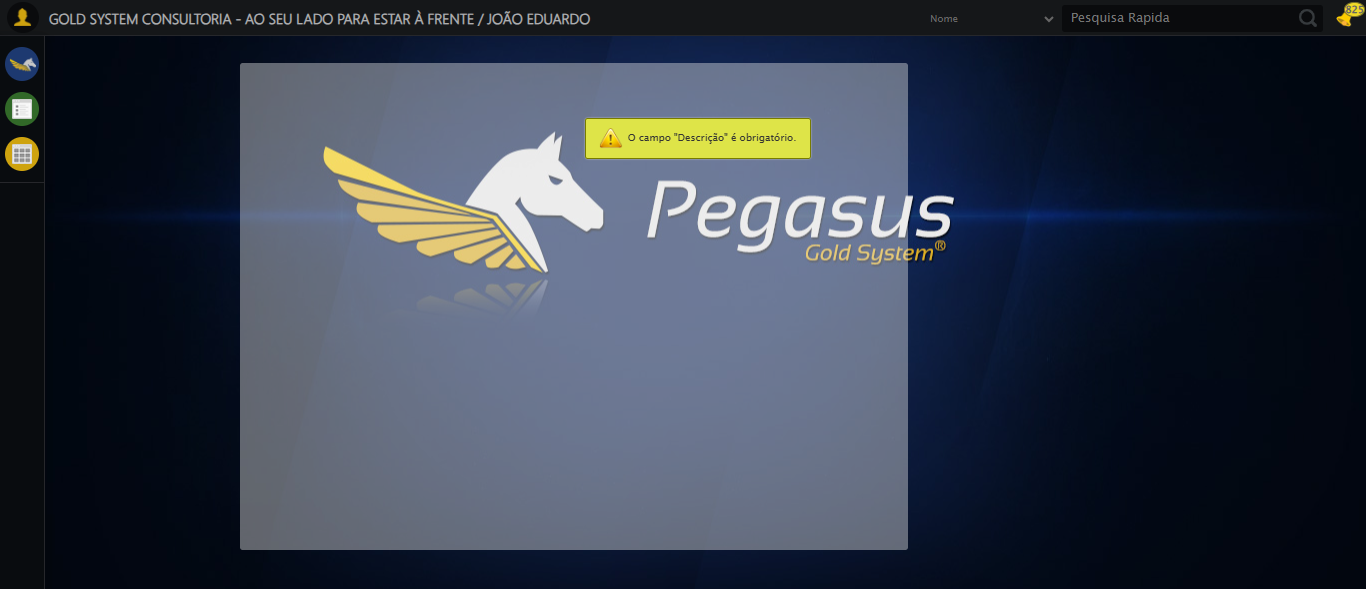 GOLD SYSTEM CONSULTORIA - AO SEU LADO PARA ESTAR À FRENTE / JOÃO EDUARDO
Nome
Pesquisa Rapida
825
O campo "Descrição" é obrigatório.
Pegasus
Gold System®